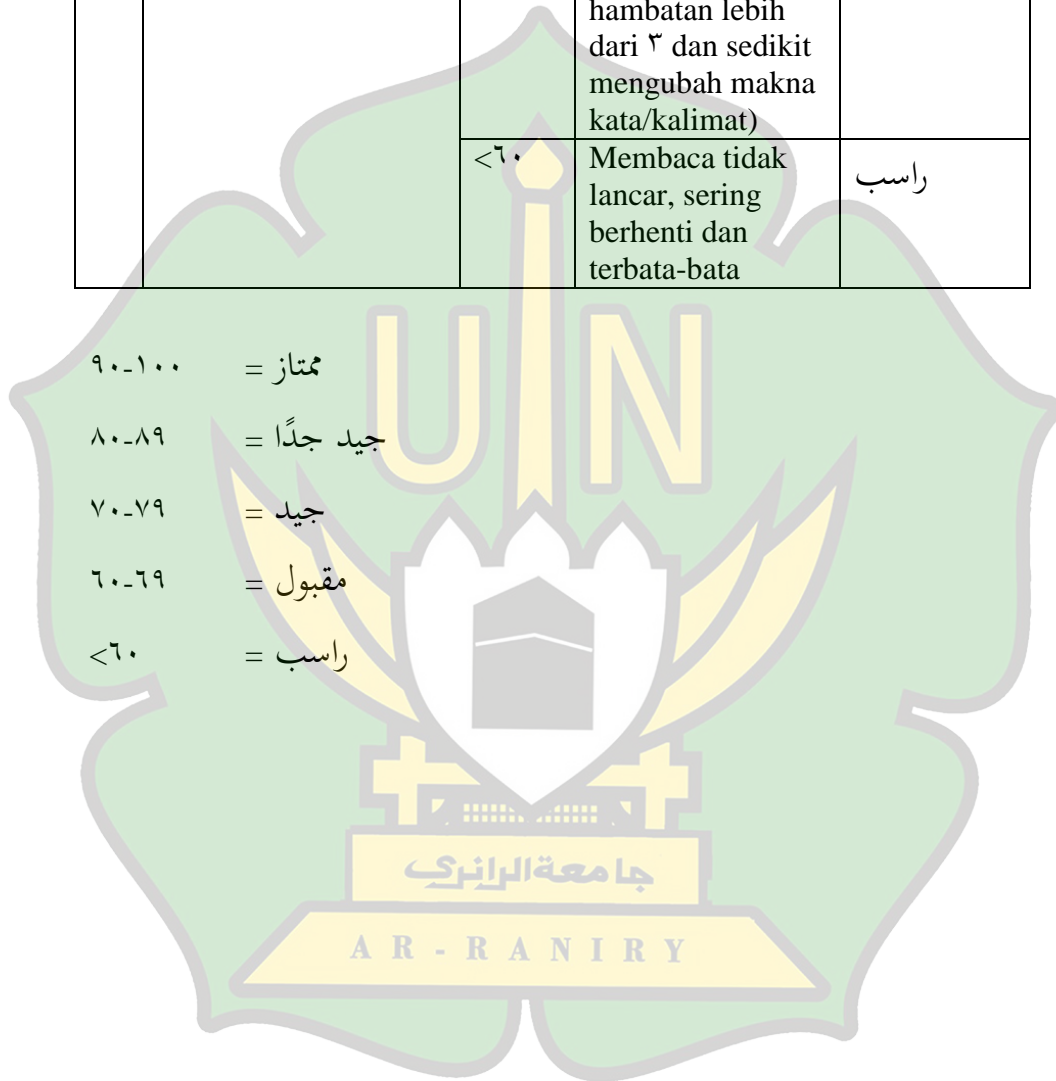 hambatan lebih
dari ٣ dan sedikit
mengubah makna
kata/kalimat)
<٦٠
Membaca tidak
lancar, sering
berhenti dan
terbata-bata
راسب
ممتاز = ٩٠-١٠٠
جيد جدًا = ٨٠-٨٩
جيد = ٧٠-٧٩
مقبول = ٦٠-٦٩
راسب = <٦٠
UIN
جامعة الرانري
AR-RANIRY